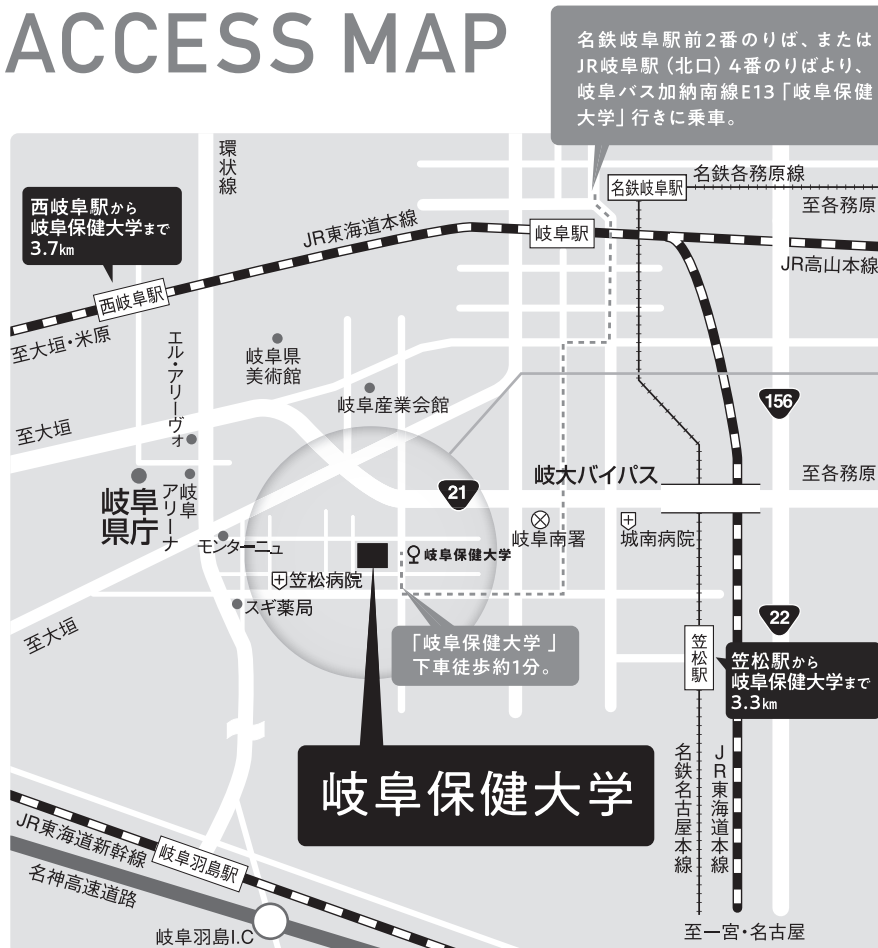 ACCESS MAP
名鉄岐阜駅前2番のりば、または
JR岐阜駅（北口）4番のりばより、
岐阜バス加納南線E13「岐阜保健
大学」行きに乗車。
環状線
名鉄岐阜駅
名鉄各務原線
至各務原
西岐阜駅から
岐阜保健大学まで
3.7km
JR東海道本線
岐阜駅
JR高山本線
西岐阜駅
至大垣・米原
エル・アリーヴォ
岐阜県
美術館
岐阜産業会館
156
至大垣
岐大バイパス
至各務原
21
岐阜
県庁
岐阜
アリーナ
モンターニュ
岐阜南署
城南病院
岐阜保健大学
笠松病院
スギ薬局
至大垣
22
「岐阜保健大学 」
下車徒歩約1分。
笠松駅
笠松駅から
岐阜保健大学まで
3.3km
岐阜保健大学
名鉄名古屋本線
JR東海道本線
JR東海道新幹線
岐阜羽島駅
名神高速道路
岐阜羽島I.C
至一宮・名古屋